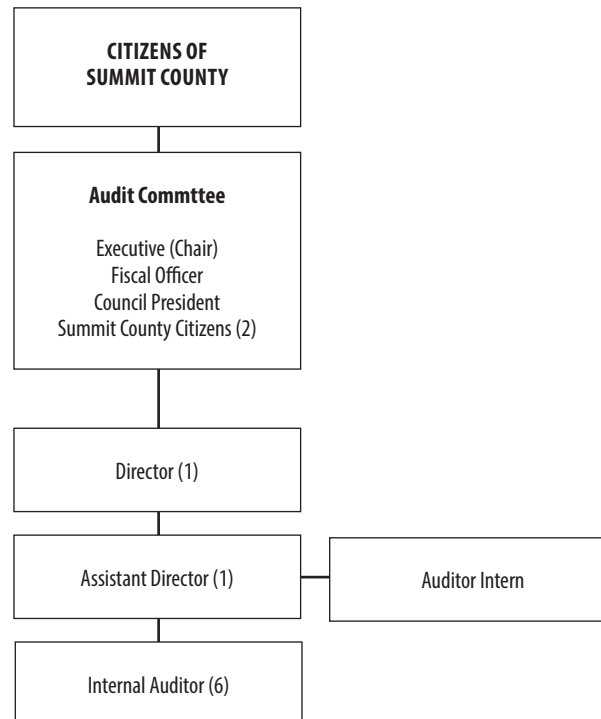 CITIZENS OF
SUMMIT COUNTY
Audit Commttee
Executive (Chair)
Fiscal Officer
Council President
Summit County Citizens (2)
Director (1)
Assistant Director (1)
Auditor Intern
Internal Auditor (6)